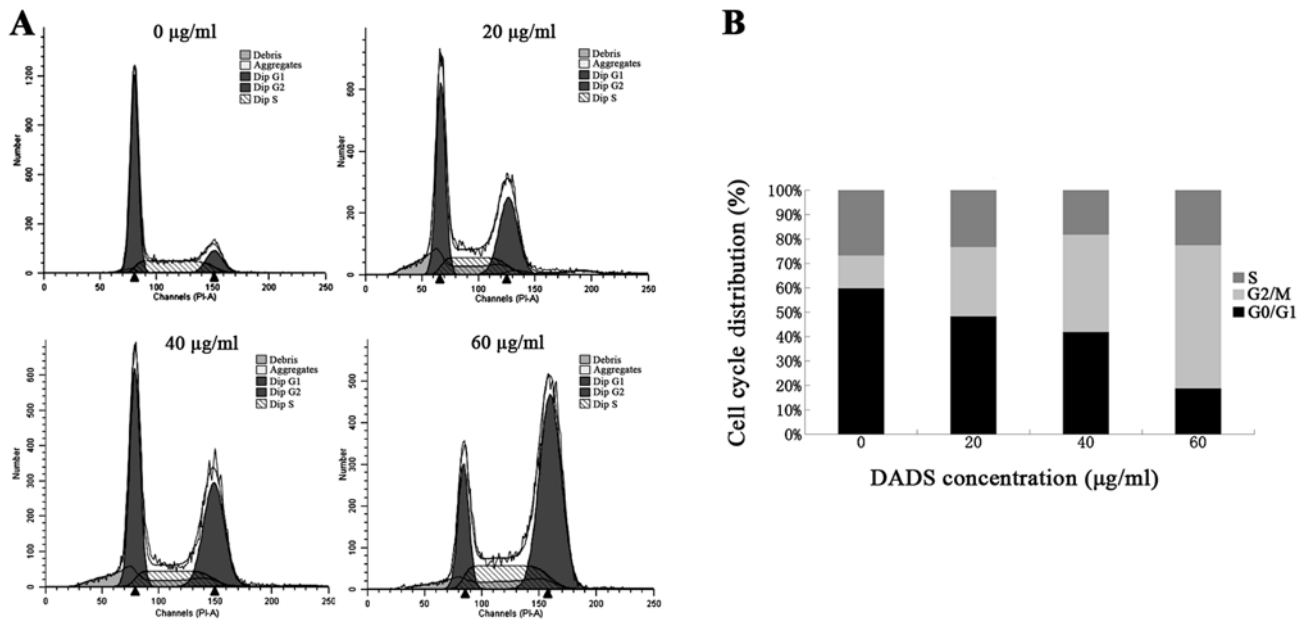 A
0 μg/ml
Debris
Aggregates
Dip G1
Dip G2
Dip S
Number
1200
900
600
300
0
0 50 100 150 200 250
Channels (PI-A)
20 μg/ml
Debris
Aggregates
Dip G1
Dip G2
Dip S
Number
600
400
200
0
0 50 100 150 200 250
Channels (PI-A)
40 μg/ml
Debris
Aggregates
Dip G1
Dip G2
Dip S
Number
600
500
400
300
200
100
0
0 50 100 150 200 250
Channels (PI-A)
60 μg/ml
Debris
Aggregates
Dip G1
Dip G2
Dip S
Number
500
400
300
200
100
0
0 50 100 150 200 250
Channels (PI-A)
B
Cell cycle distribution (%)
100%
90%
80%
70%
60%
50%
40%
30%
20%
10%
0%
0 20 40 60
DADS concentration (μg/ml)
S
G2/M
G0/G1